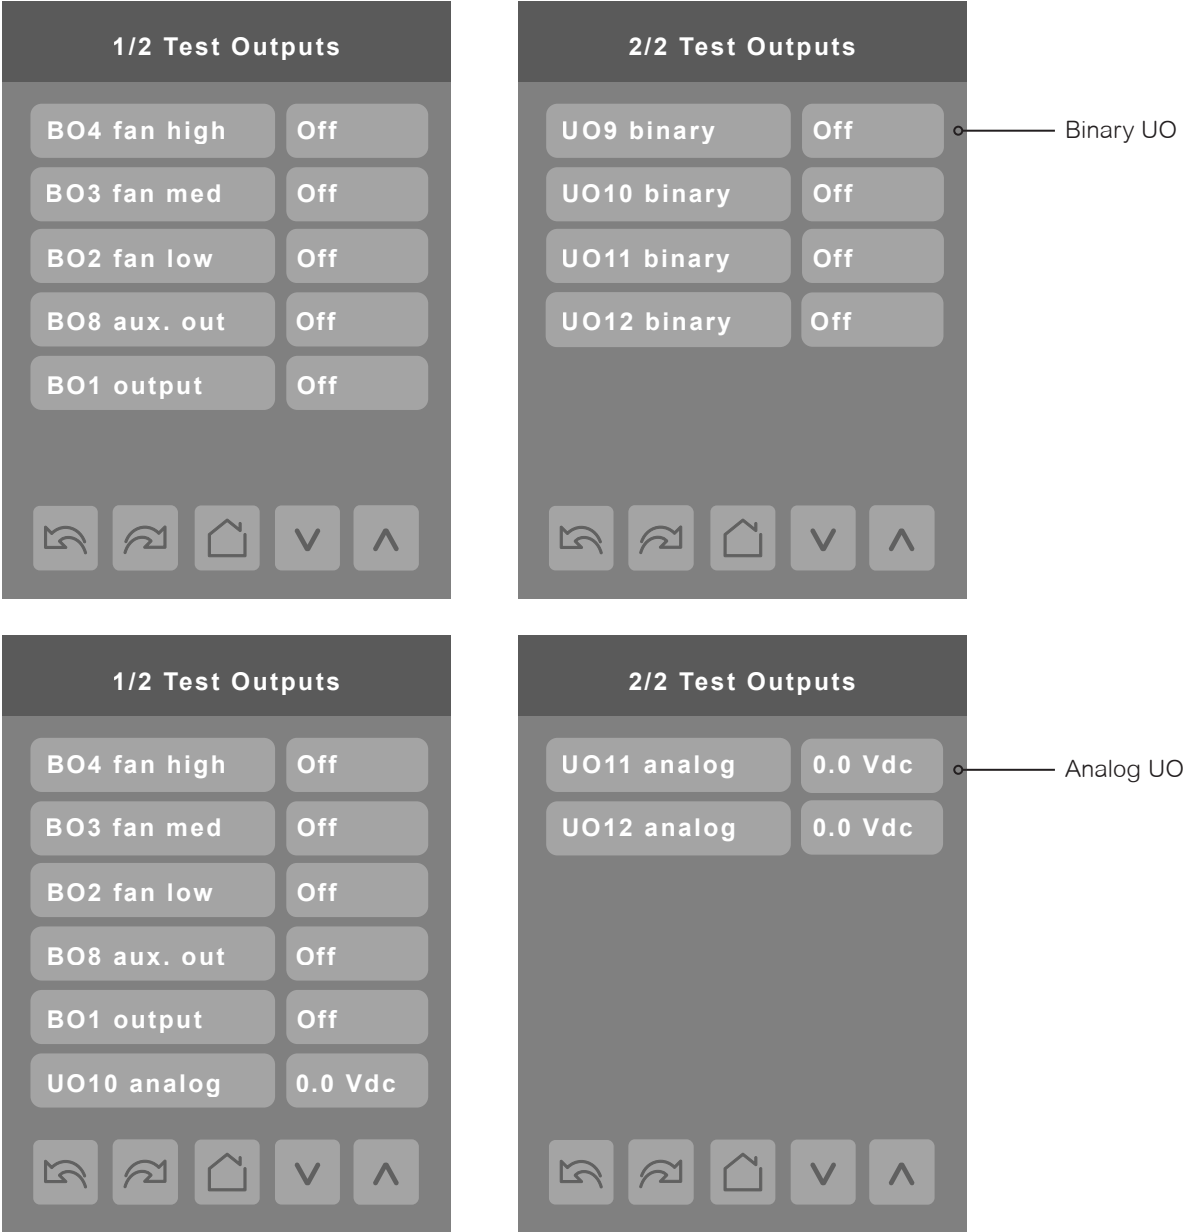 1/2 Test Outputs
BO4 fan high Off
BO3 fan med Off
BO2 fan low Off
BO8 aux. out Off
BO1 output Off
2/2 Test Outputs
UO9 binary Off
UO10 binary Off
UO11 binary Off
UO12 binary Off
Binary UO
1/2 Test Outputs
BO4 fan high Off
BO3 fan med Off
BO2 fan low Off
BO8 aux. out Off
BO1 output Off
UO10 analog 0.0 Vdc
2/2 Test Outputs
UO11 analog 0.0 Vdc
UO12 analog 0.0 Vdc
Analog UO